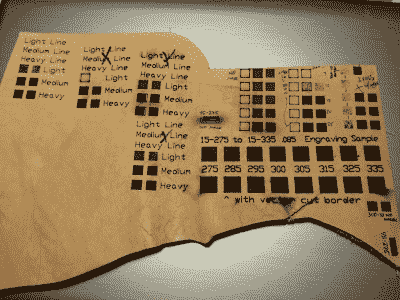 Light Line
Medium Line
Heavy Line
Light
Medium
Heavy
Light Line
Medium Line
Heavy Line
Light
Medium
Heavy
Light Line
Medium Line
Heavy Line
Light
Medium
Heavy
Light Line
Medium Line
Heavy Line
Light
Medium
Heavy
15-275 to 15-335 .085 Engraving Sample
275 285 295 300 305 315 325 335
^ with vector cut border